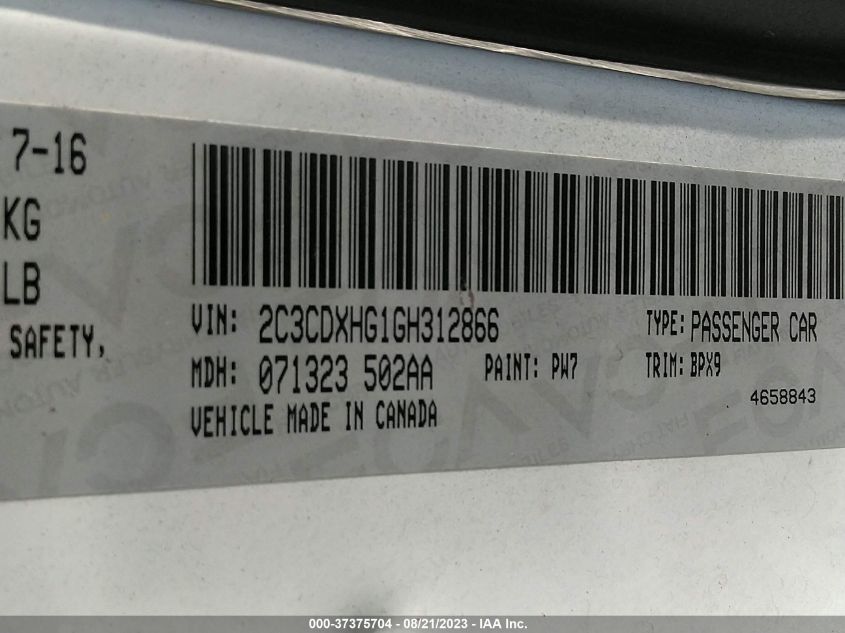 7-16
KG
LB
SAFETY,
VIN: 2C3CDXHG1GH312866 TYPE: PASSENGER CAR
MDH: 071323 502AA PAINT: PW7 TRIM: BPX9
VEHICLE MADE IN CANADA 4658843
000-37375704 - 08/21/2023 - IAA Inc.